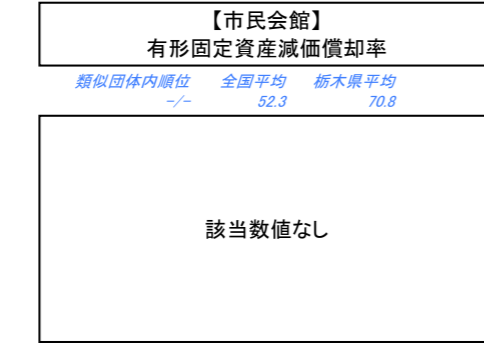 【市民会館】
有形固定資産減価償却率
類似団体内順位 全国平均 栃木県平均
-/- 52.3 70.8
該当数値なし